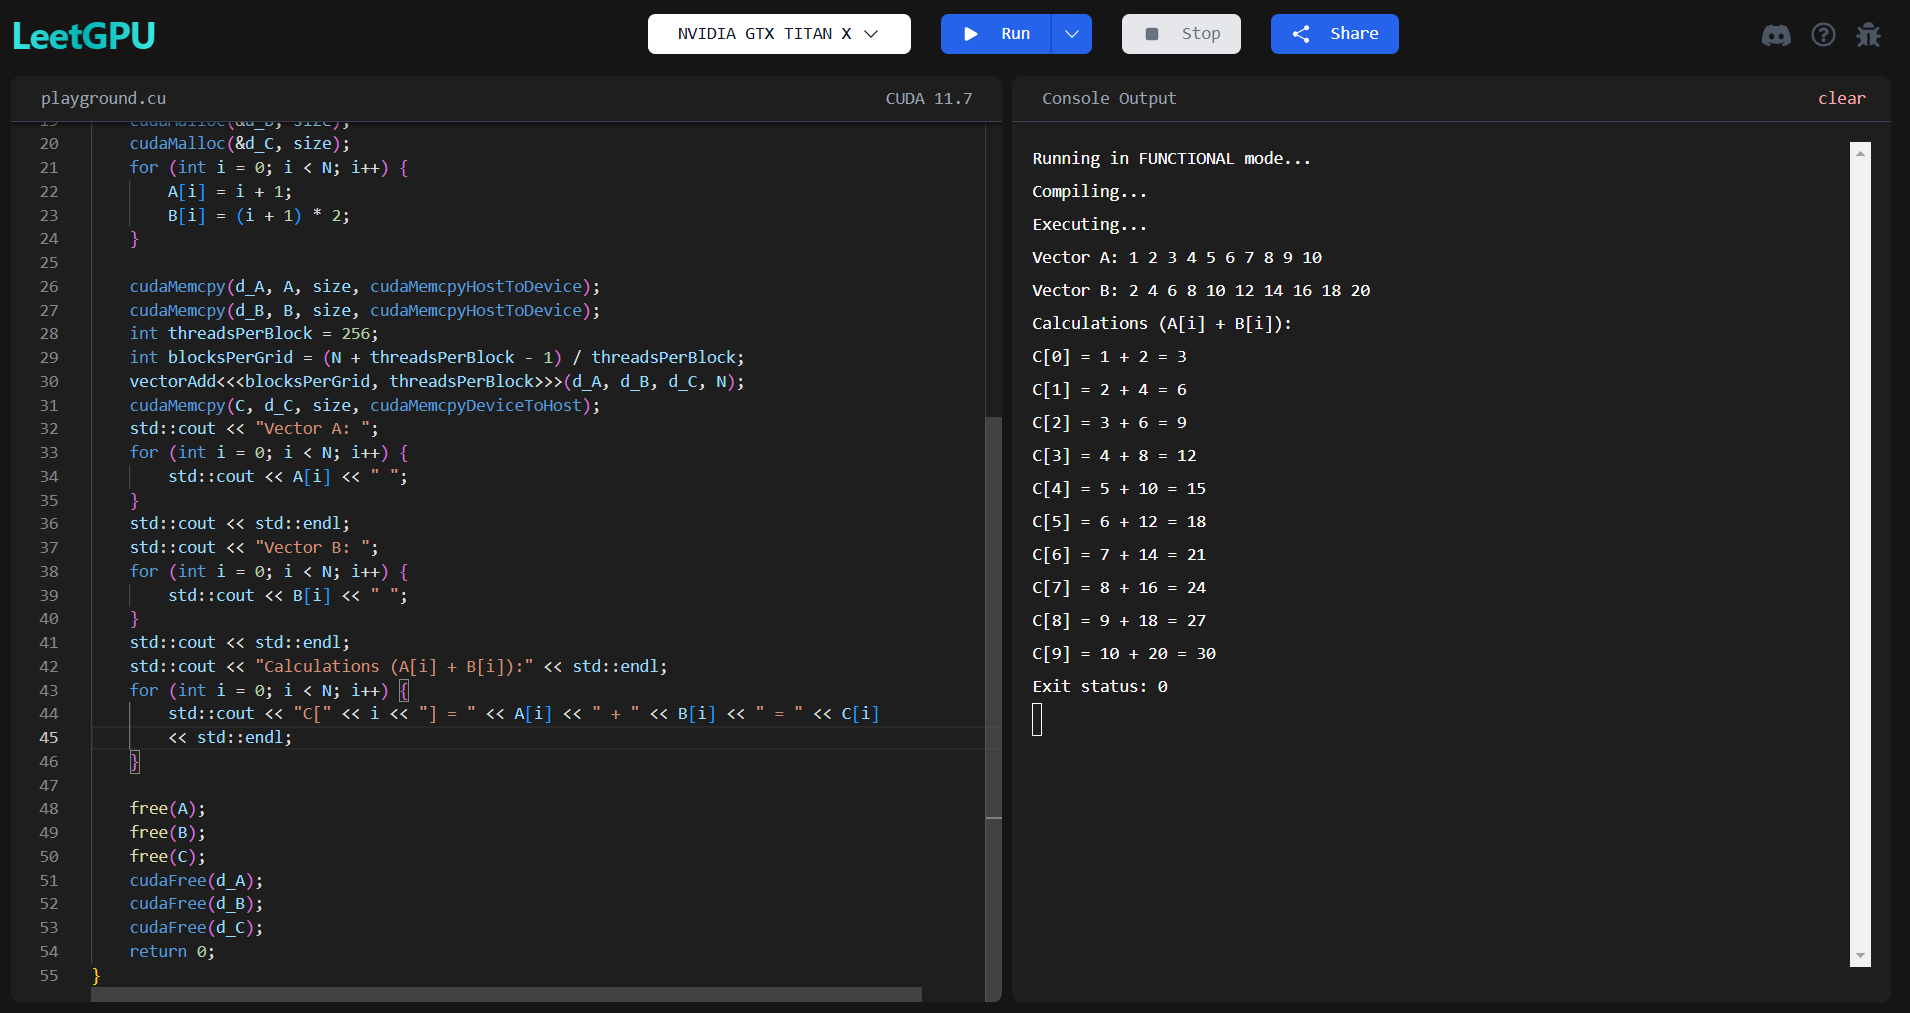 LeetGPU
NVIDIA GTX TITAN X
Run
Stop
Share
playground.cu
CUDA 11.7
19 cudaMalloc(&d_B, size);
20 cudaMalloc(&d_C, size);
21 for (int i = 0; i < N; i++) {
22 A[i] = i + 1;
23 B[i] = (i + 1) * 2;
24 }
25
26 cudaMemcpy(d_A, A, size, cudaMemcpyHostToDevice);
27 cudaMemcpy(d_B, B, size, cudaMemcpyHostToDevice);
28 int threadsPerBlock = 256;
29 int blocksPerGrid = (N + threadsPerBlock - 1) / threadsPerBlock;
30 vectorAdd<<<blocksPerGrid, threadsPerBlock>>>(d_A, d_B, d_C, N);
31 cudaMemcpy(C, d_C, size, cudaMemcpyDeviceToHost);
32 std::cout << "Vector A: ";
33 for (int i = 0; i < N; i++) {
34 std::cout << A[i] << " ";
35 }
36 std::cout << std::endl;
37 std::cout << "Vector B: ";
38 for (int i = 0; i < N; i++) {
39 std::cout << B[i] << " ";
40 }
41 std::cout << std::endl;
42 std::cout << "Calculations (A[i] + B[i]):" << std::endl;
43 for (int i = 0; i < N; i++) {
44 std::cout << "C[" << i << "] = " << A[i] << " + " << B[i] << " = " << C[i]
45 << std::endl;
46 }
47
48 free(A);
49 free(B);
50 free(C);
51 cudaFree(d_A);
52 cudaFree(d_B);
53 cudaFree(d_C);
54 return 0;
55 }
Console Output
clear
Running in FUNCTIONAL mode...
Compiling...
Executing...
Vector A: 1 2 3 4 5 6 7 8 9 10
Vector B: 2 4 6 8 10 12 14 16 18 20
Calculations (A[i] + B[i]):
C[0] = 1 + 2 = 3
C[1] = 2 + 4 = 6
C[2] = 3 + 6 = 9
C[3] = 4 + 8 = 12
C[4] = 5 + 10 = 15
C[5] = 6 + 12 = 18
C[6] = 7 + 14 = 21
C[7] = 8 + 16 = 24
C[8] = 9 + 18 = 27
C[9] = 10 + 20 = 30
Exit status: 0